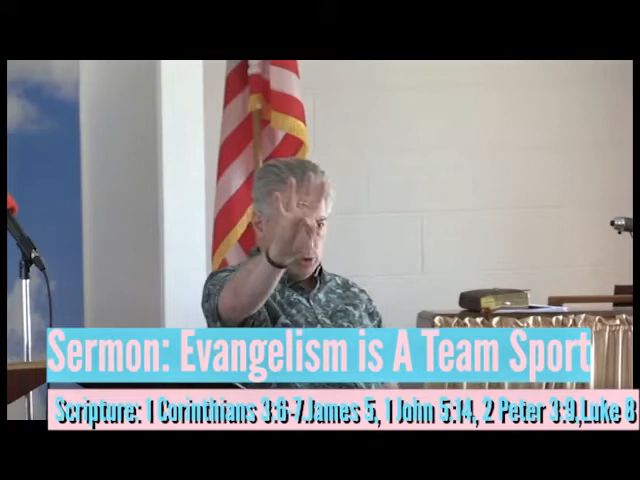 Sermon: Evangelism is A Team Sport
Scripture: 1 Corinthians 3:6-7.James 5, 1 John 5:14, 2 Peter 3:9,Luke 8